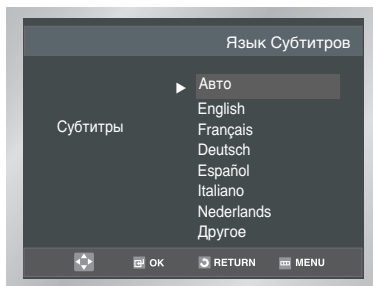 Язык Субтитров
Авто
English
Субтитры
Français
Deutsch
Español
Italiano
Nederlands
Другое
OK RETURN MENU